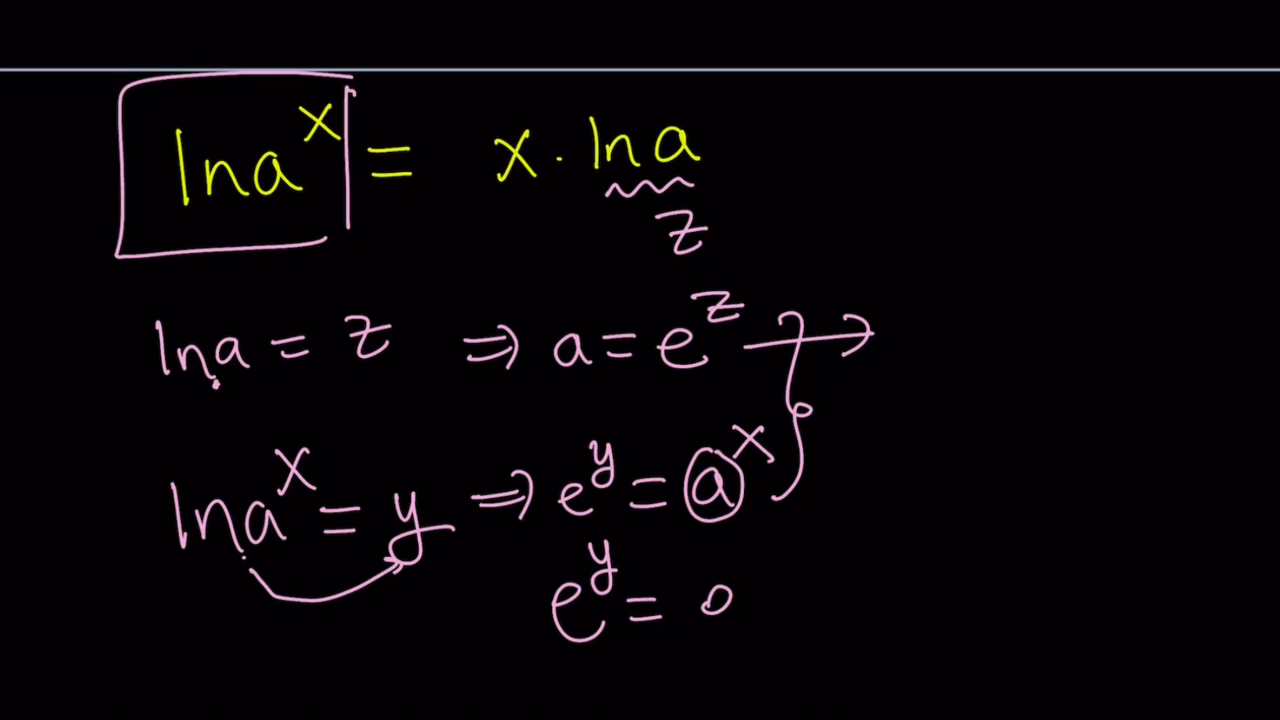 ln a^x = x · ln a
z
ln a = z ⇒ a = e^z →
ln a^x = y ⇒ e^y = a^x
e^y = o